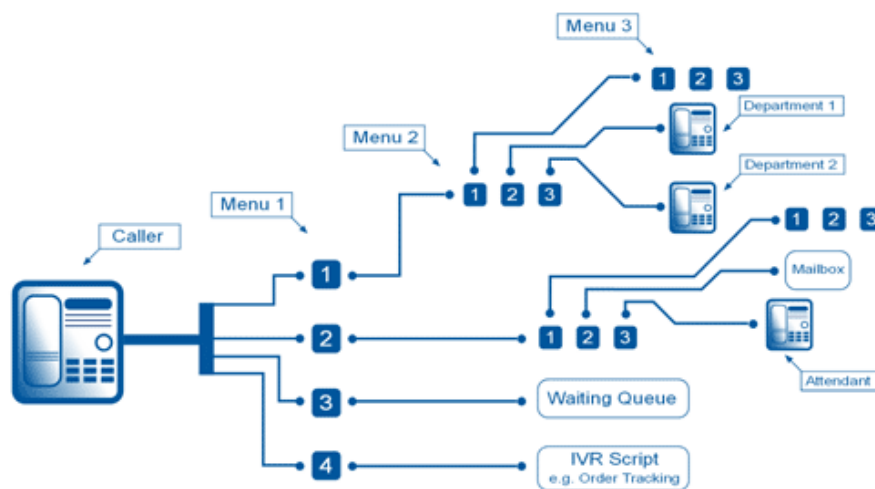 Menu 3
1 2 3
Department 1
Menu 2
Department 2
1 2 3
Menu 1
1 2 3
Caller
1
Mailbox
2
1 2 3
Attendant
3
Waiting Queue
4
IVR Script
e.g. Order Tracking